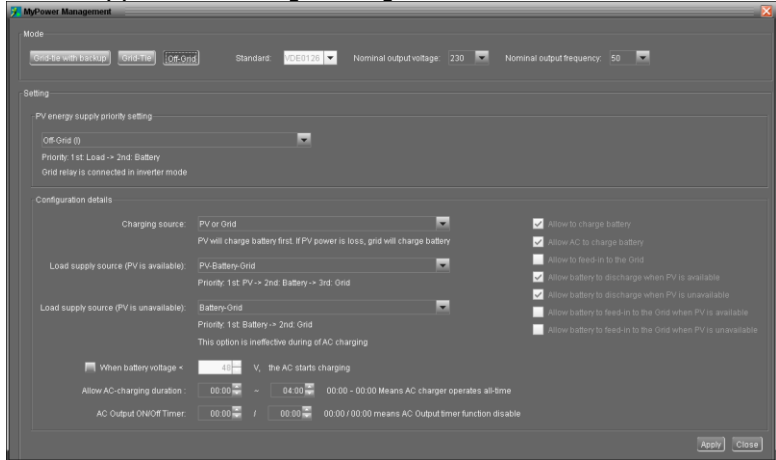 MyPower Management
Mode
Grid-tie with backup Grid-Tie Off-Grid Standard: VDE0126 Nominal output voltage: 230 Nominal output frequency: 50
Setting
PV energy supply priority setting
Off-Grid (I)
Priority: 1st: Load -> 2nd: Battery
Grid relay is connected in inverter mode
Configuration details
Charging source: PV or Grid Allow to charge battery
PV will charge battery first. If PV power is loss, grid will charge battery Allow AC to charge battery
Allow to feed-in to the Grid
Load supply source (PV is available): PV-Battery-Grid Allow battery to discharge when PV is available
Priority: 1st: PV -> 2nd: Battery -> 3rd: Grid
Allow battery to discharge when PV is unavailable
Load supply source (PV is unavailable): Battery-Grid Allow battery to feed-in to the Grid when PV is available
Priority: 1st: Battery -> 2nd: Grid Allow battery to feed-in to the Grid when PV is unavailable
This option is ineffective during of AC charging
When battery voltage < 48 V, the AC starts charging
Allow AC-charging duration : 00:00 ~ 04:00 00:00 - 00:00 Means AC charger operates all-time
AC Output ON/Off Timer: 00:00 / 00:00 00:00 / 00:00 means AC Output timer function disable
Apply Close